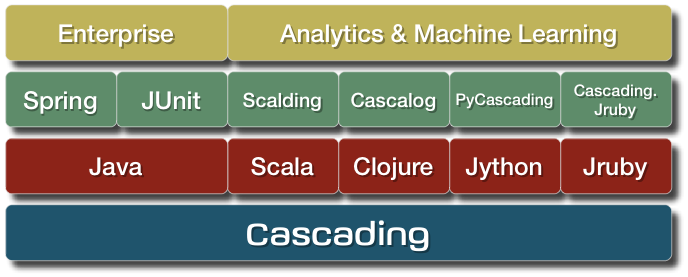 Enterprise
Analytics & Machine Learning
Spring
JUnit
Scalding
Cascalog
PyCascading
Cascading.
Jruby
Java
Scala
Clojure
Jython
Jruby
Cascading